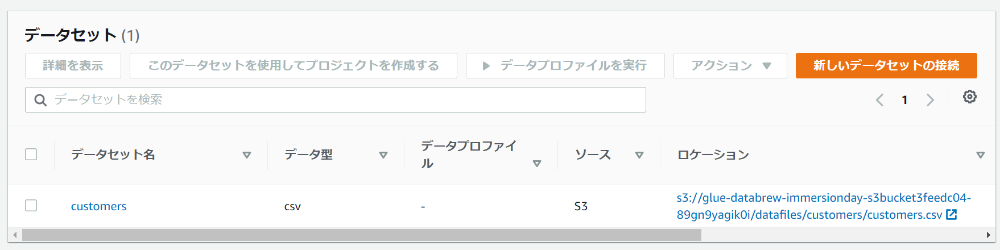 データセット (1)
詳細を表示
このデータセットを使用してプロジェクトを作成する
データプロファイルを実行
アクション
新しいデータセットの接続
データセットを検索
1
データセット名
データ型
データプロファイ
ル
ソース
ロケーション
customers
csv
-
S3
s3://glue-databrew-immersionday-s3bucket3feedc04-
89gn9yagik0i/datafiles/customers/customers.csv